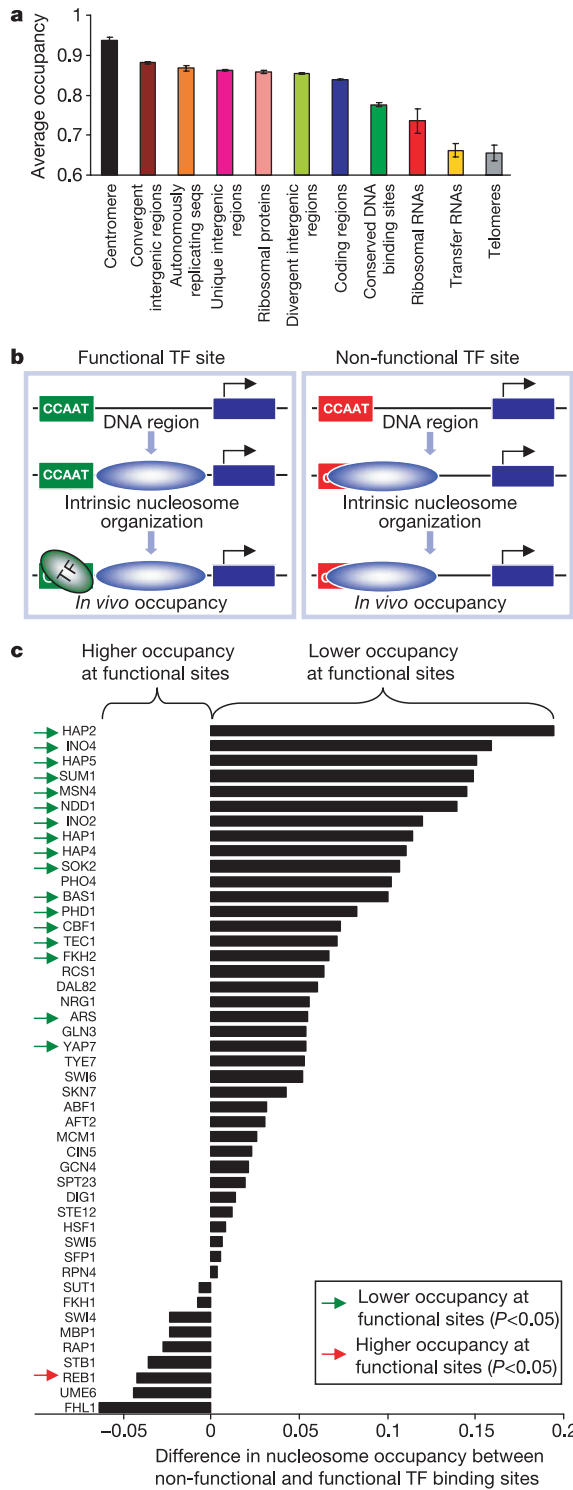 a
Average occupancy
1
0.9
0.8
0.7
0.6
Centromere
Convergent
intergenic regions
Autonomously
replicating seqs
Unique intergenic
regions
Ribosomal proteins
Divergent intergenic
regions
Coding regions
Conserved DNA
binding sites
Ribosomal RNAs
Transfer RNAs
Telomeres
b
Functional TF site
CCAAT
DNA region
CCAAT
Intrinsic nucleosome
organization
TF
In vivo occupancy
Non-functional TF site
CCAAT
DNA region
Intrinsic nucleosome
organization
In vivo occupancy
c
Higher occupancy
at functional sites
Lower occupancy
at functional sites
HAP2
INO4
HAP5
SUM1
MSN4
NDD1
INO2
HAP1
HAP4
SOK2
PHO4
BAS1
PHD1
CBF1
TEC1
FKH2
RCS1
DAL82
NRG1
ARS
GLN3
YAP7
TYE7
SWI6
SKN7
ABF1
AFT2
MCM1
CIN5
GCN4
SPT23
DIG1
STE12
HSF1
SWI5
SFP1
RPN4
SUT1
FKH1
SWI4
MBP1
RAP1
STB1
REB1
UME6
FHL1
Lower occupancy at
functional sites (P<0.05)
Higher occupancy at
functional sites (P<0.05)
−0.05
0
0.05
0.1
0.15
0.2
Difference in nucleosome occupancy between
non-functional and functional TF binding sites